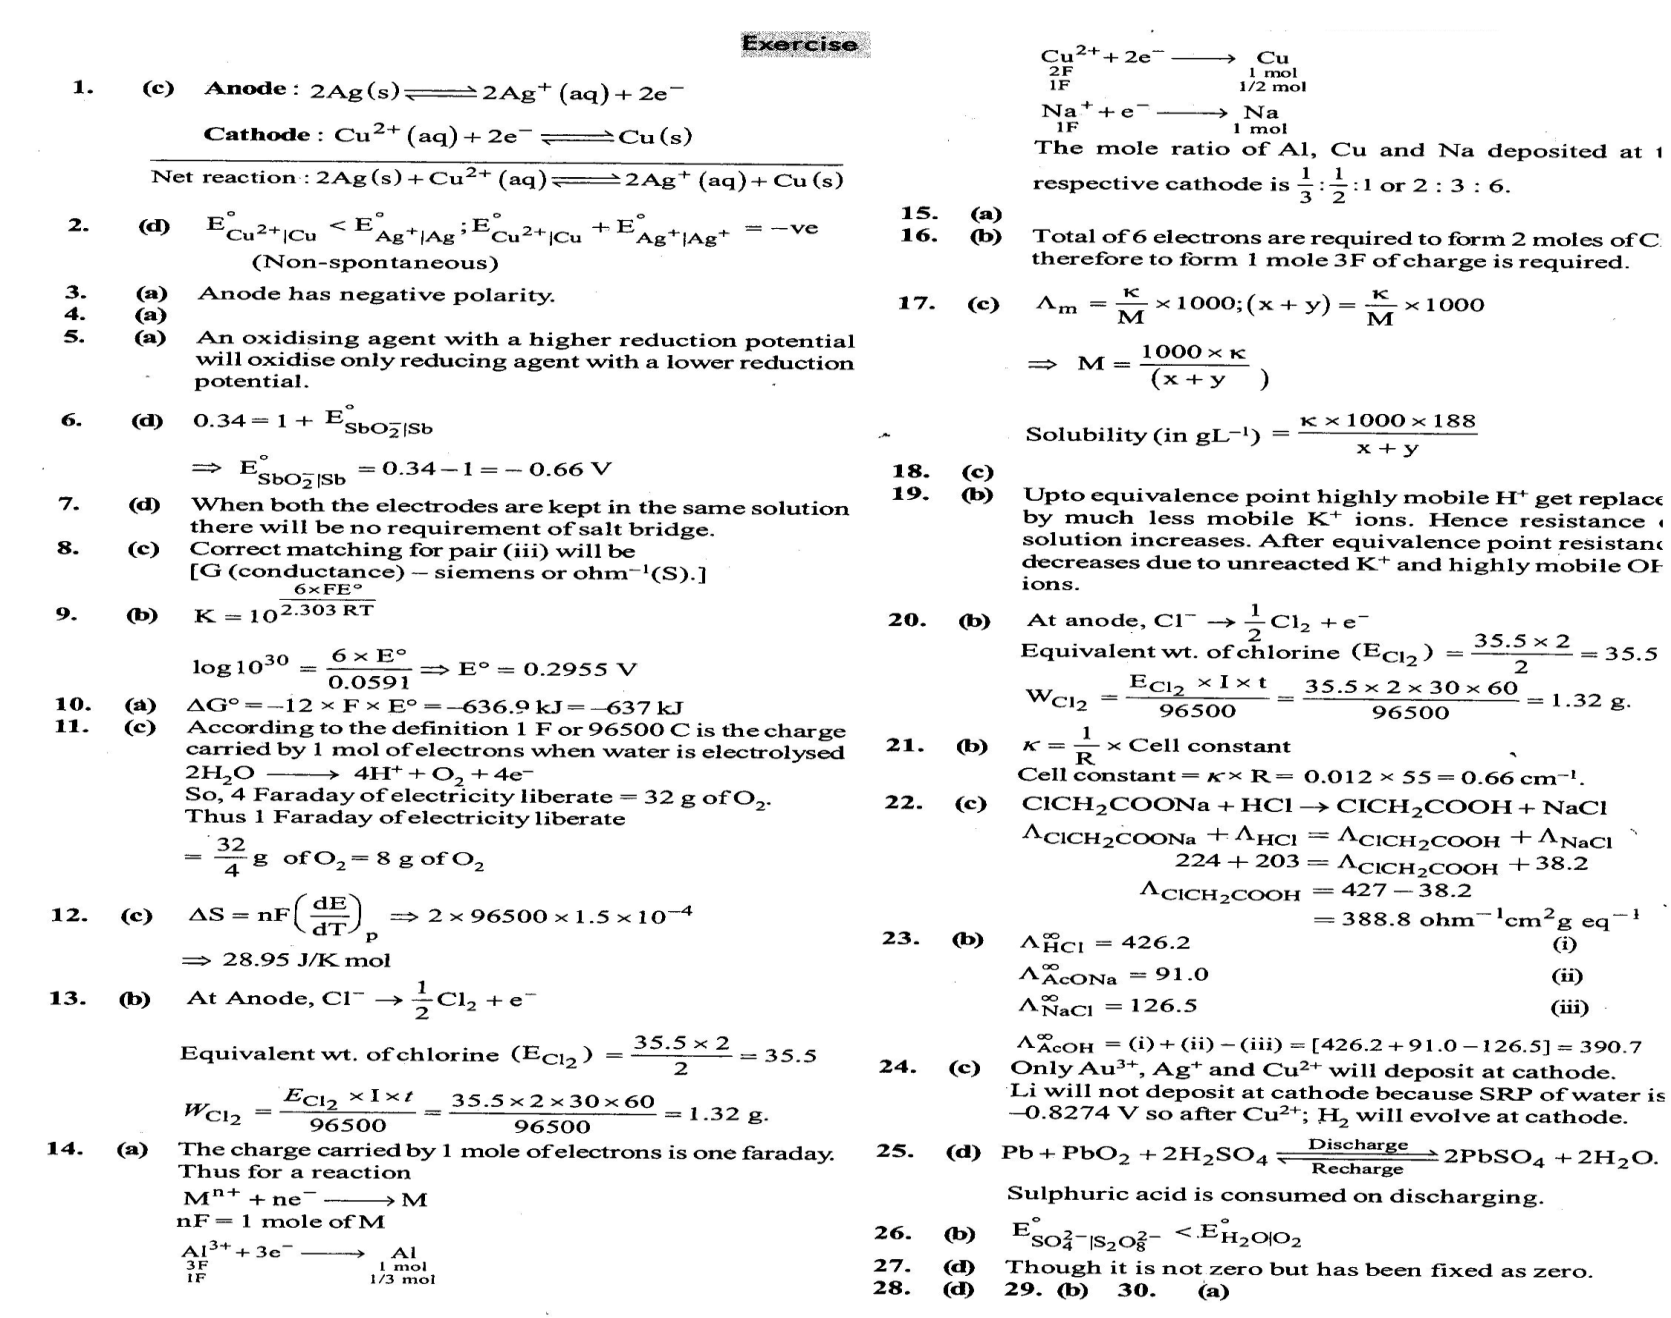 Exercise
1. (c) Anode : 2Ag(s) ⇌ 2Ag⁺ (aq) + 2e⁻
Cathode : Cu²⁺ (aq) + 2e⁻ ⇌ Cu(s)
Net reaction : 2Ag(s) + Cu²⁺ (aq) ⇌ 2Ag⁺ (aq) + Cu(s)
2. (d) E°Cu²⁺|Cu < E°Ag⁺|Ag ; E°Cu²⁺|Cu + E°Ag⁺|Ag⁺ = −ve
(Non-spontaneous)
3. (a) Anode has negative polarity.
4. (a)
5. (a) An oxidising agent with a higher reduction potential
will oxidise only reducing agent with a lower reduction
potential.
6. (d) 0.34 = 1 + E°SbO₂⁻|Sb
⇒ E°SbO₂⁻|Sb = 0.34 – 1 = – 0.66 V
7. (d) When both the electrodes are kept in the same solution
there will be no requirement of salt bridge.
8. (c) Correct matching for pair (iii) will be
[G (conductance) – siemens or ohm⁻¹(S).]
9. (b) K = 10^(6×FE°/2.303 RT)
log10³⁰ = (6 × E°)/0.0591 ⇒ E° = 0.2955 V
10. (a) ΔG° = –12 × F × E° = –636.9 kJ = –637 kJ
11. (c) According to the definition 1 F or 96500 C is the charge
carried by 1 mol of electrons when water is electrolysed
2H₂O ⟶ 4H⁺ + O₂ + 4e⁻
So, 4 Faraday of electricity liberate = 32 g of O₂.
Thus 1 Faraday of electricity liberate
= 32/4 g of O₂ = 8 g of O₂
12. (c) ΔS = nF(dE/dT)p ⇒ 2 × 96500 × 1.5 × 10⁻⁴
⇒ 28.95 J/K mol
13. (b) At Anode, Cl⁻ → 1/2 Cl₂ + e⁻
Equivalent wt. of chlorine (E_Cl₂) = (35.5 × 2)/2 = 35.5
W_Cl₂ = (E_Cl₂ × I × t)/96500 = (35.5 × 2 × 30 × 60)/96500 = 1.32 g.
14. (a) The charge carried by 1 mole of electrons is one faraday.
Thus for a reaction
Mⁿ⁺ + ne⁻ ⟶ M
nF = 1 mole of M
Al³⁺ + 3e⁻ ⟶ Al
3F 1 mol
1F 1/3 mol
Cu²⁺ + 2e⁻ ⟶ Cu
2F 1 mol
1F 1/2 mol
Na⁺ + e⁻ ⟶ Na
1F 1 mol
The mole ratio of Al, Cu and Na deposited at
respective cathode is 1/3 : 1/2 : 1 or 2 : 3 : 6.
15. (a)
16. (b) Total of 6 electrons are required to form 2 moles of
therefore to form 1 mole 3F of charge is required.
17. (c) Λm = κ/M × 1000; (x + y) = κ/M × 1000
⇒ M = (1000 × κ)/(x + y )
Solubility (in gL⁻¹) = (κ × 1000 × 188)/(x + y)
18. (c)
19. (b) Upto equivalence point highly mobile H⁺ get replace
by much less mobile K⁺ ions. Hence resistance
solution increases. After equivalence point resistanc
decreases due to unreacted K⁺ and highly mobile OH
ions.
20. (b) At anode, Cl⁻ → 1/2 Cl₂ + e⁻
Equivalent wt. of chlorine (E_Cl₂) = (35.5 × 2)/2 = 35.5
W_Cl₂ = (E_Cl₂ × I × t)/96500 = (35.5 × 2 × 30 × 60)/96500 = 1.32 g.
21. (b) κ = 1/R × Cell constant
Cell constant = κ × R = 0.012 × 55 = 0.66 cm⁻¹.
22. (c) ClCH₂COONa + HCl → ClCH₂COOH + NaCl
Λ_ClCH₂COONa + Λ_HCl = Λ_ClCH₂COOH + Λ_NaCl
224 + 203 = Λ_ClCH₂COOH + 38.2
Λ_ClCH₂COOH = 427 – 38.2
= 388.8 ohm⁻¹cm²g eq⁻¹
23. (b) Λ∞HCl = 426.2 (i)
Λ∞AcONa = 91.0 (ii)
Λ∞NaCl = 126.5 (iii)
Λ∞AcOH = (i) + (ii) – (iii) = [426.2 + 91.0 – 126.5] = 390.7
24. (c) Only Au³⁺, Ag⁺ and Cu²⁺ will deposit at cathode.
Li will not deposit at cathode because SRP of water is
–0.8274 V so after Cu²⁺; H₂ will evolve at cathode.
25. (d) Pb + PbO₂ + 2H₂SO₄ ⇌ (Discharge / Recharge) 2PbSO₄ + 2H₂O.
Sulphuric acid is consumed on discharging.
26. (b) E°SO₄²⁻|S₂O₈²⁻ < E°H₂O|O₂
27. (d) Though it is not zero but has been fixed as zero.
28. (d) 29. (b) 30. (a)